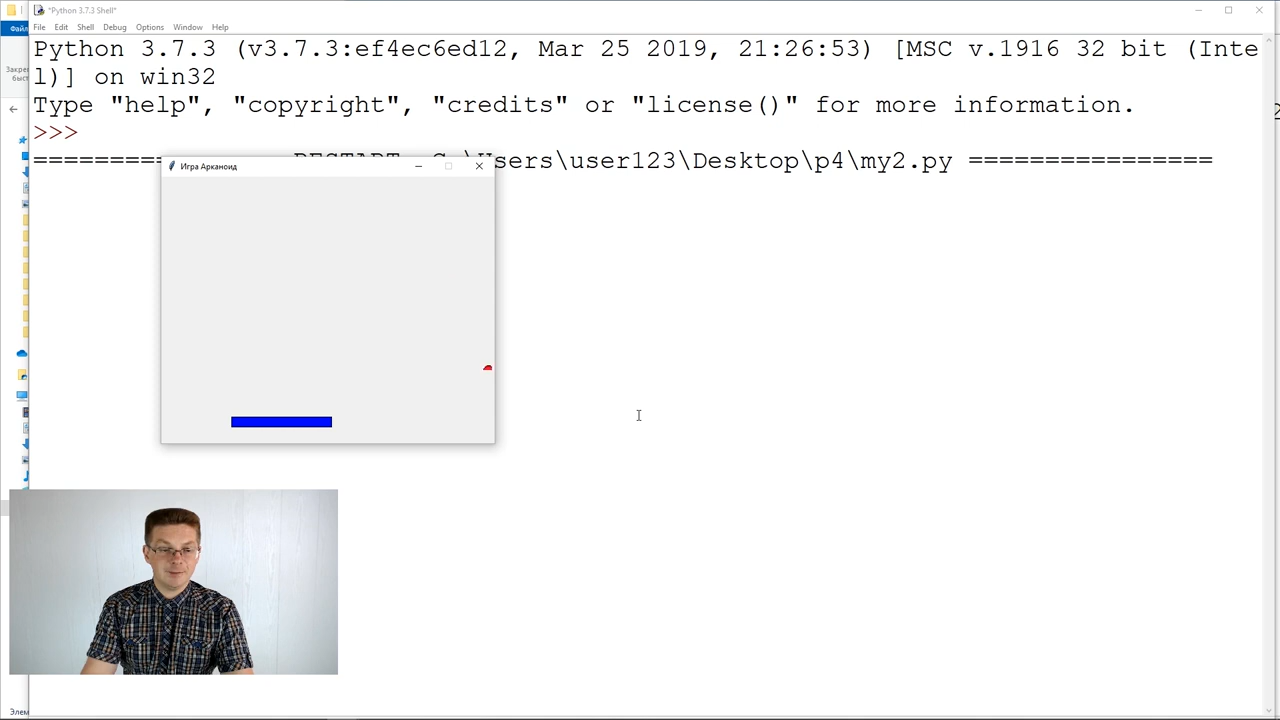 *Python 3.7.3 Shell*
Файл
File Edit Shell Debug Options Window Help
Python 3.7.3 (v3.7.3:ef4ec6ed12, Mar 25 2019, 21:26:53) [MSC v.1916 32 bit (Inte
l)] on win32
Type "help", "copyright", "credits" or "license()" for more information.
>>>
RESTART: C:\Users\user123\Desktop\p4\my2.py ================
Игра Арканоид